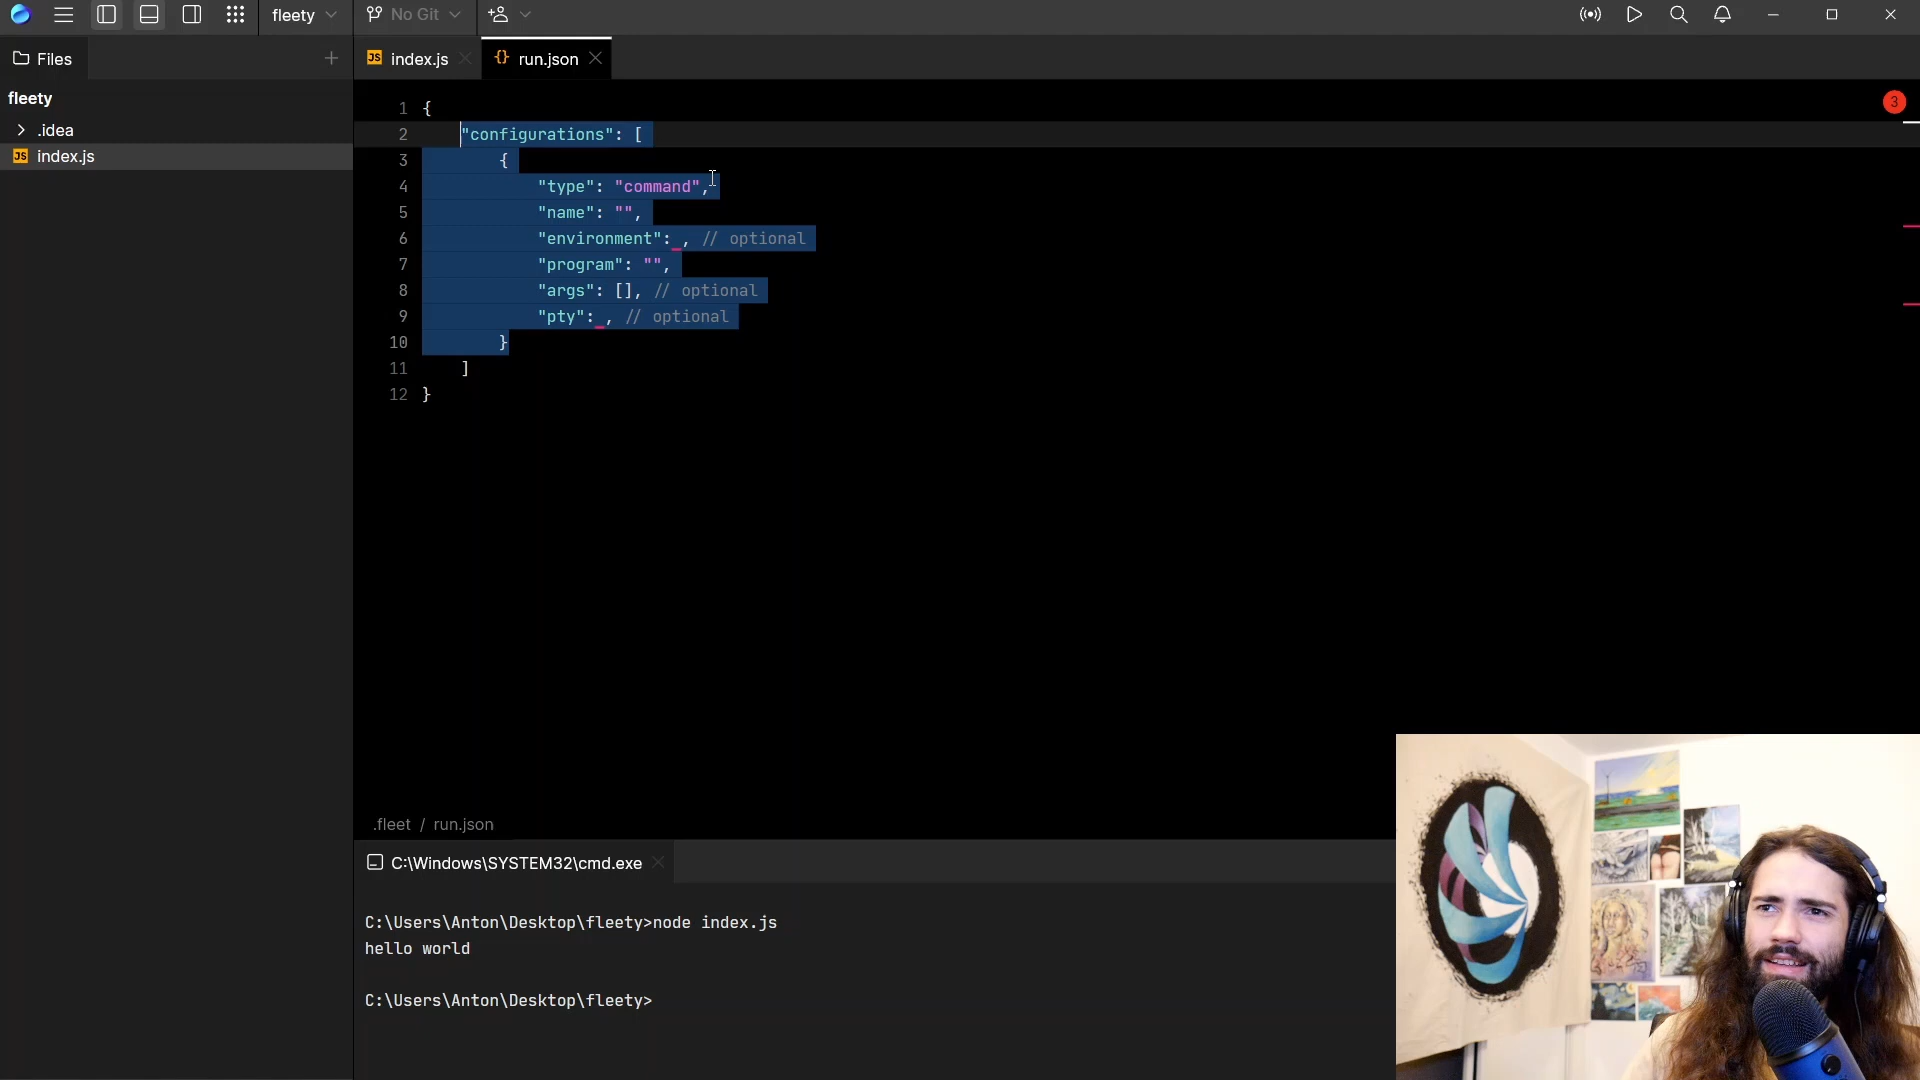 fleety
No Git
Files
index.js
run.json
fleety
.idea
index.js
3
1 {
2 "configurations": [
3 {
4 "type": "command",
5 "name": "",
6 "environment": , // optional
7 "program": "",
8 "args": [], // optional
9 "pty": , // optional
10 }
11 ]
12 }
.fleet / run.json
C:\Windows\SYSTEM32\cmd.exe
C:\Users\Anton\Desktop\fleety>node index.js
hello world
C:\Users\Anton\Desktop\fleety>